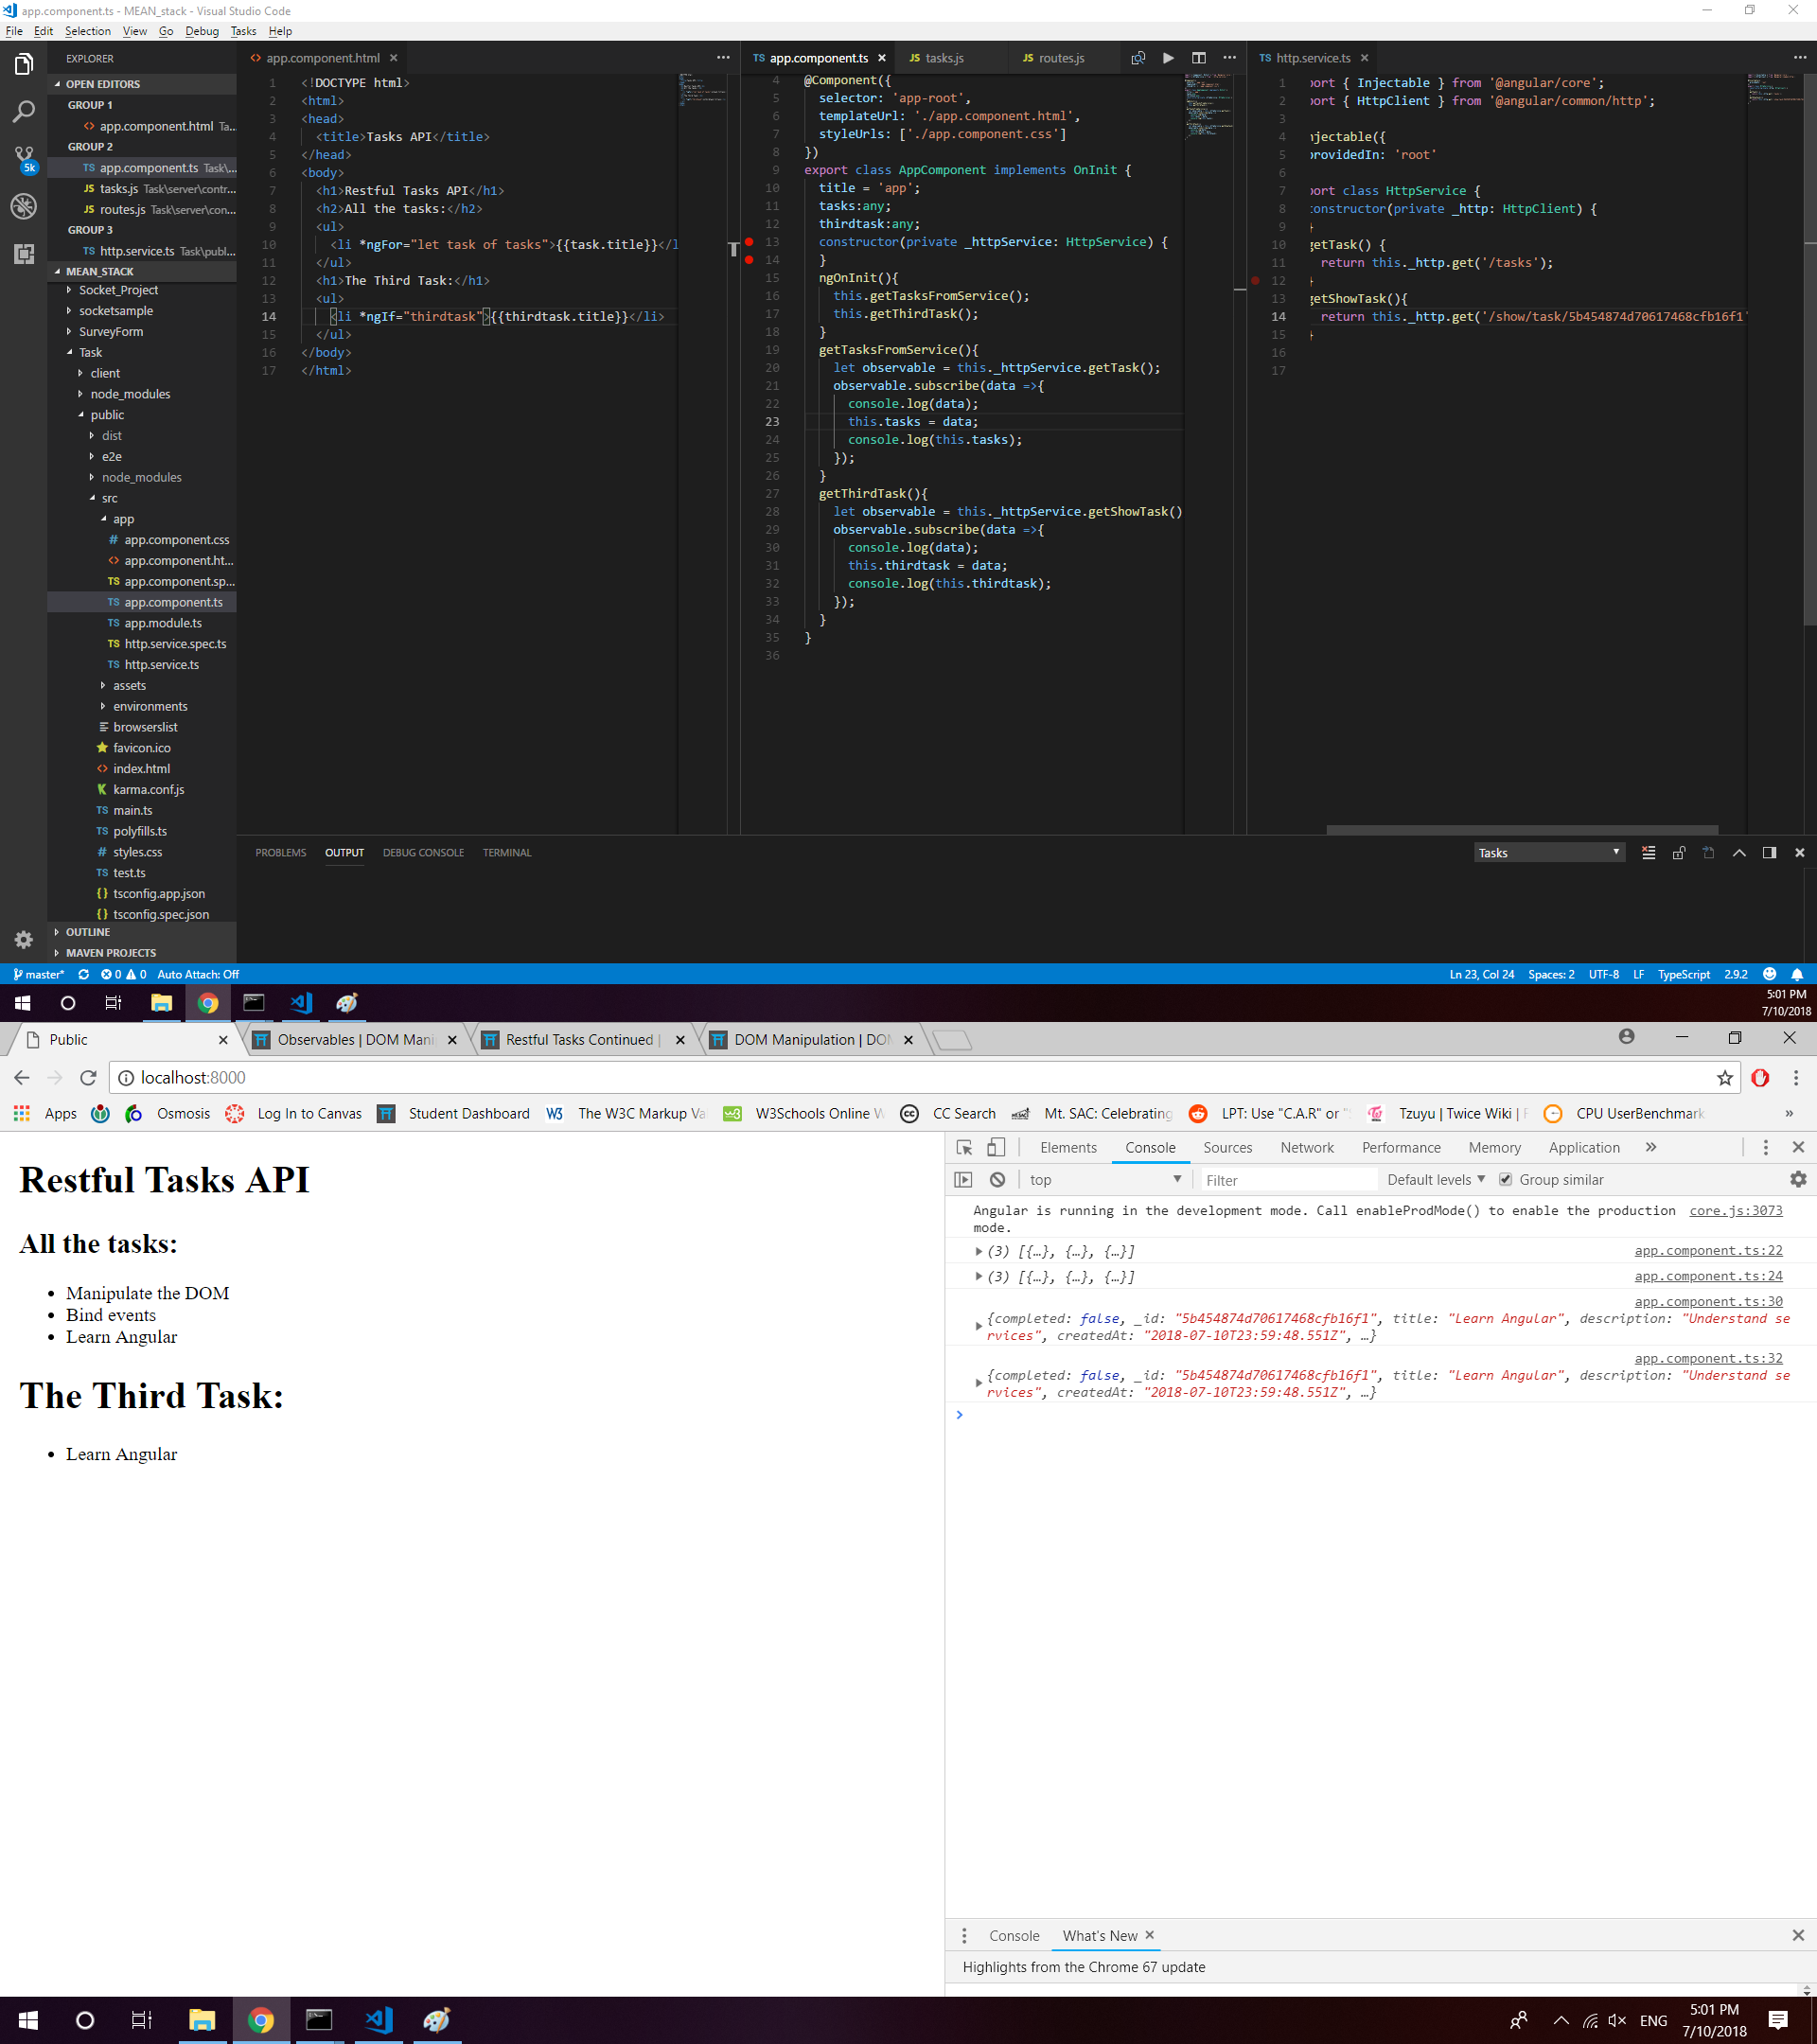 app.component.ts - MEAN_stack - Visual Studio Code
File Edit Selection View Go Debug Tasks Help
EXPLORER
OPEN EDITORS
GROUP 1
app.component.html Ta...
GROUP 2
TS app.component.ts Task\...
JS tasks.js Task\server\contr...
JS routes.js Task\server\con...
GROUP 3
TS http.service.ts Task\publ...
5k
MEAN_STACK
Socket_Project
socketsample
SurveyForm
Task
client
node_modules
public
dist
e2e
node_modules
src
app
# app.component.css
<> app.component.ht...
TS app.component.sp...
TS app.component.ts
TS app.module.ts
TS http.service.spec.ts
TS http.service.ts
assets
environments
browserslist
favicon.ico
<> index.html
karma.conf.js
TS main.ts
TS polyfills.ts
# styles.css
TS test.ts
{} tsconfig.app.json
{} tsconfig.spec.json
OUTLINE
MAVEN PROJECTS
<> app.component.html ×
1 <!DOCTYPE html>
2 <html>
3 <head>
4 <title>Tasks API</title>
5 </head>
6 <body>
7 <h1>Restful Tasks API</h1>
8 <h2>All the tasks:</h2>
9 <ul>
10 <li *ngFor="let task of tasks">{{task.title}}</l
11 </ul>
12 <h1>The Third Task:</h1>
13 <ul>
14 <li *ngIf="thirdtask">{{thirdtask.title}}</li>
15 </ul>
16 </body>
17 </html>
TS app.component.ts × JS tasks.js JS routes.js
4 @Component({
5 selector: 'app-root',
6 templateUrl: './app.component.html',
7 styleUrls: ['./app.component.css']
8 })
9 export class AppComponent implements OnInit {
10 title = 'app';
11 tasks:any;
12 thirdtask:any;
13 constructor(private _httpService: HttpService) {
14 }
15 ngOnInit(){
16 this.getTasksFromService();
17 this.getThirdTask();
18 }
19 getTasksFromService(){
20 let observable = this._httpService.getTask();
21 observable.subscribe(data =>{
22 console.log(data);
23 this.tasks = data;
24 console.log(this.tasks);
25 });
26 }
27 getThirdTask(){
28 let observable = this._httpService.getShowTask()
29 observable.subscribe(data =>{
30 console.log(data);
31 this.thirdtask = data;
32 console.log(this.thirdtask);
33 });
34 }
35 }
36
TS http.service.ts ×
1 port { Injectable } from '@angular/core';
2 port { HttpClient } from '@angular/common/http';
3
4 njectable({
5 providedIn: 'root'
6
7 port class HttpService {
8 constructor(private _http: HttpClient) {
9 }
10 getTask() {
11 return this._http.get('/tasks');
12 }
13 getShowTask(){
14 return this._http.get('/show/task/5b454874d70617468cfb16f1'
15 }
16
17
PROBLEMS OUTPUT DEBUG CONSOLE TERMINAL
Tasks
master* 0 0 Auto Attach: Off
Ln 23, Col 24 Spaces: 2 UTF-8 LF TypeScript 2.9.2
5:01 PM
7/10/2018
Public × Observables | DOM Mani × Restful Tasks Continued | × DOM Manipulation | DOM ×
localhost:8000
Apps Osmosis Log In to Canvas Student Dashboard W3 The W3C Markup Va W3Schools Online W CC Search Mt. SAC: Celebrating LPT: Use "C.A.R" or " Tzuyu | Twice Wiki | F CPU UserBenchmark »
Restful Tasks API
All the tasks:
• Manipulate the DOM
• Bind events
• Learn Angular
The Third Task:
• Learn Angular
Elements Console Sources Network Performance Memory Application »
top Filter Default levels Group similar
Angular is running in the development mode. Call enableProdMode() to enable the production core.js:3073
mode.
(3) [{…}, {…}, {…}] app.component.ts:22
(3) [{…}, {…}, {…}] app.component.ts:24
app.component.ts:30
{completed: false, _id: "5b454874d70617468cfb16f1", title: "Learn Angular", description: "Understand se
rvices", createdAt: "2018-07-10T23:59:48.551Z", …}
app.component.ts:32
{completed: false, _id: "5b454874d70617468cfb16f1", title: "Learn Angular", description: "Understand se
rvices", createdAt: "2018-07-10T23:59:48.551Z", …}
>
Console What's New ×
Highlights from the Chrome 67 update
ENG
5:01 PM
7/10/2018